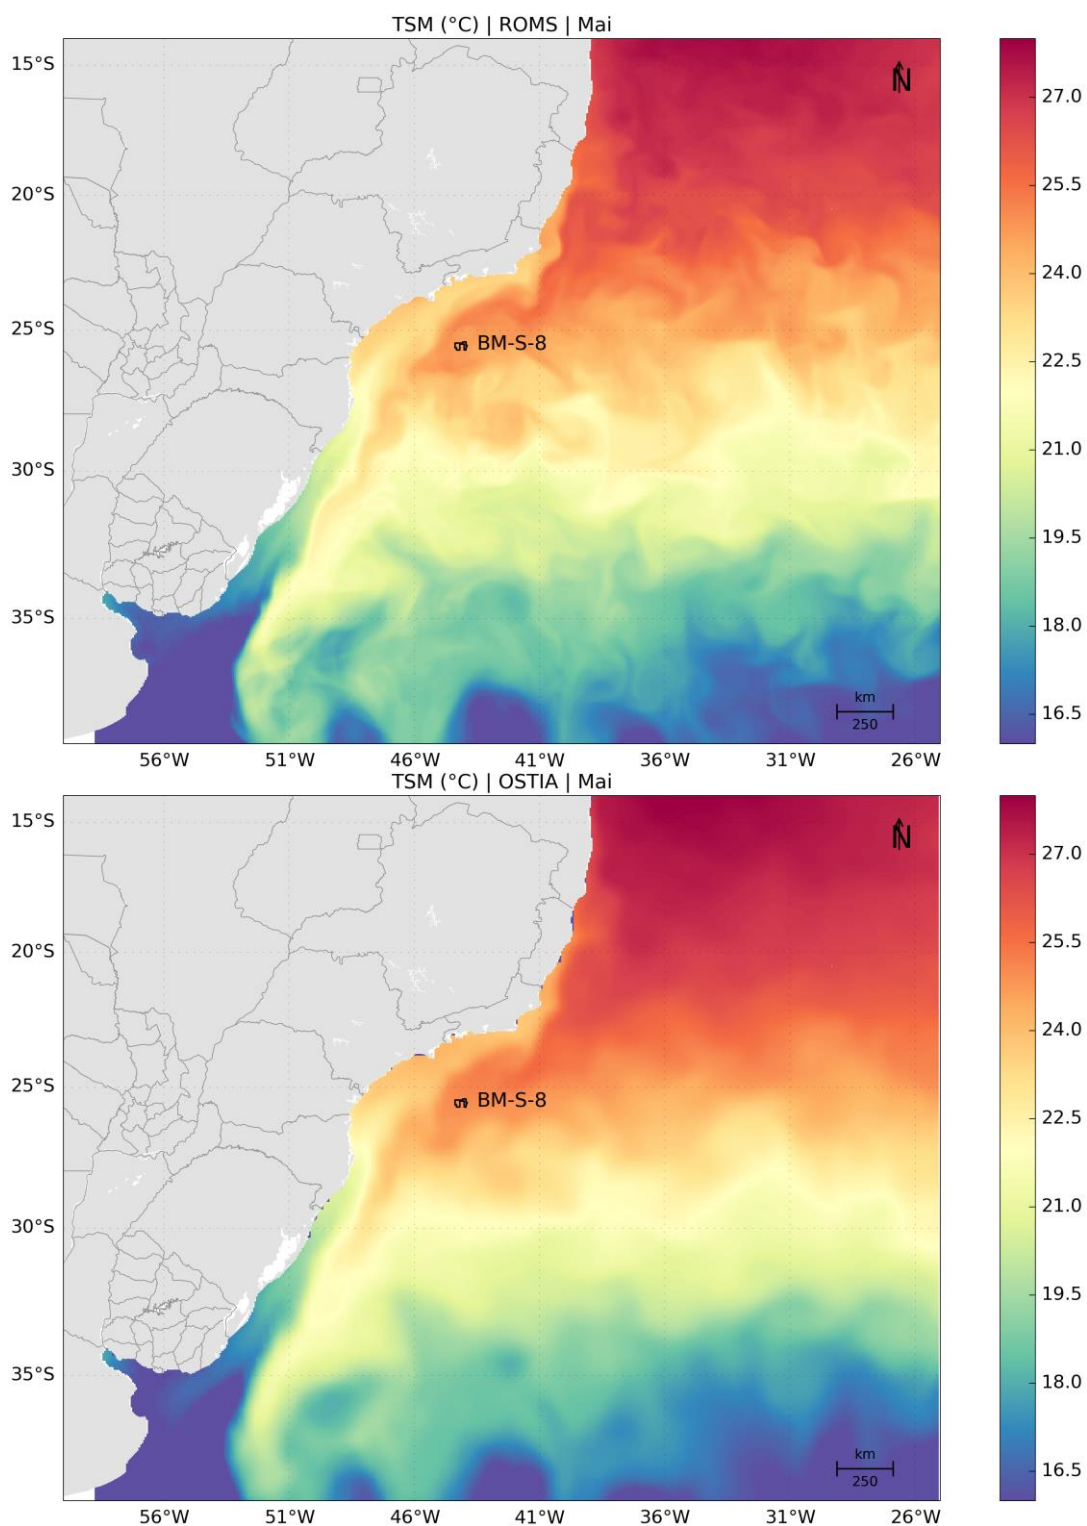 TSM (°C) | ROMS | Mai
15°S
20°S
25°S
30°S
35°S
N
BM-S-8
km
250
56°W 51°W 46°W 41°W 36°W 31°W 26°W
27.0
25.5
24.0
22.5
21.0
19.5
18.0
16.5
TSM (°C) | OSTIA | Mai
15°S
20°S
25°S
30°S
35°S
N
BM-S-8
km
250
56°W 51°W 46°W 41°W 36°W 31°W 26°W
27.0
25.5
24.0
22.5
21.0
19.5
18.0
16.5